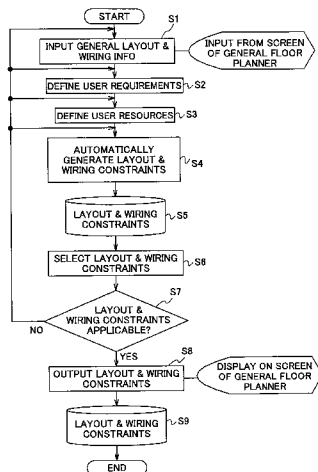 START
S1
INPUT GENERAL LAYOUT &
WIRING INFO
INPUT FROM SCREEN
OF GENERAL FLOOR
PLANNER
DEFINE USER REQUIREMENTS
S2
DEFINE USER RESOURCES
S3
AUTOMATICALLY
GENERATE LAYOUT &
WIRING CONSTRAINTS
S4
LAYOUT & WIRING
CONSTRAINTS
S5
SELECT LAYOUT & WIRING
CONSTRAINTS
S6
S7
LAYOUT &
WIRING CONSTRAINTS
APPLICABLE?
NO
YES
S8
OUTPUT LAYOUT & WIRING
CONSTRAINTS
DISPLAY ON SCREEN
OF GENERAL FLOOR
PLANNER
LAYOUT & WIRING
CONSTRAINTS
S9
END